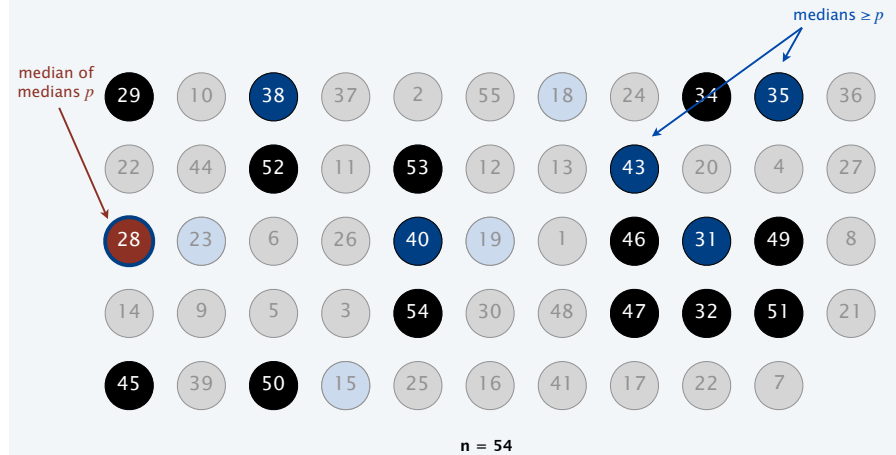 medians ≥ p
median of
medians p
29 10 38 37 2 55 18 24 34 35 36
22 44 52 11 53 12 13 43 20 4 27
28 23 6 26 40 19 1 46 31 49 8
14 9 5 3 54 30 48 47 32 51 21
45 39 50 15 25 16 41 17 22 7
n = 54